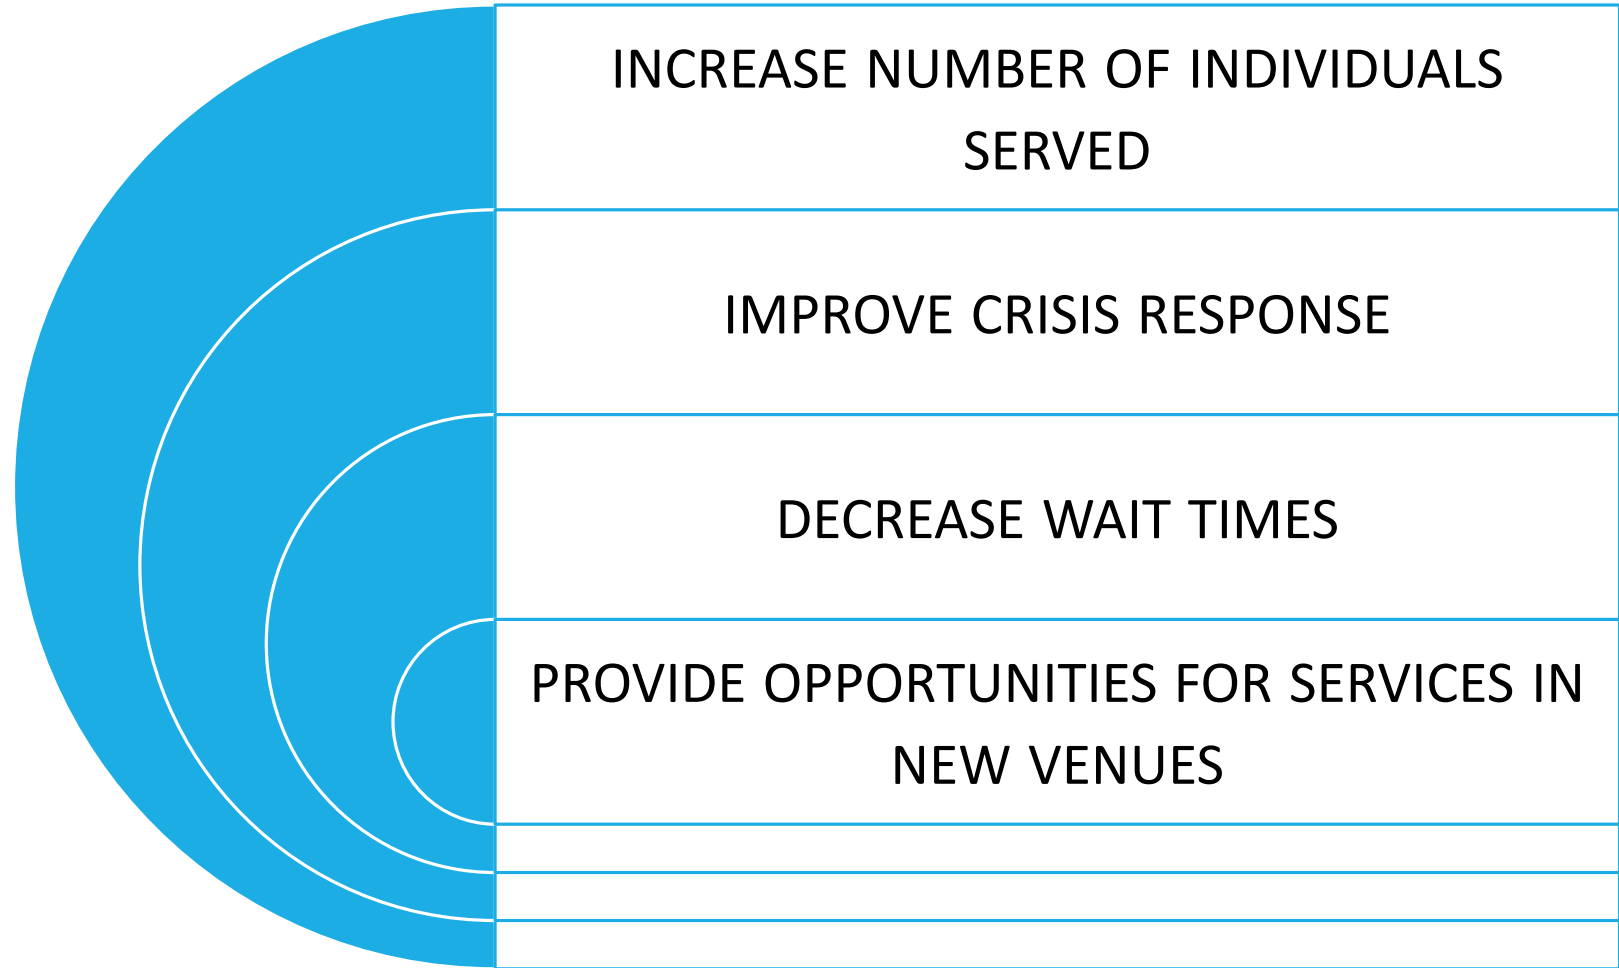 INCREASE NUMBER OF INDIVIDUALS
SERVED
IMPROVE CRISIS RESPONSE
DECREASE WAIT TIMES
PROVIDE OPPORTUNITIES FOR SERVICES IN
NEW VENUES